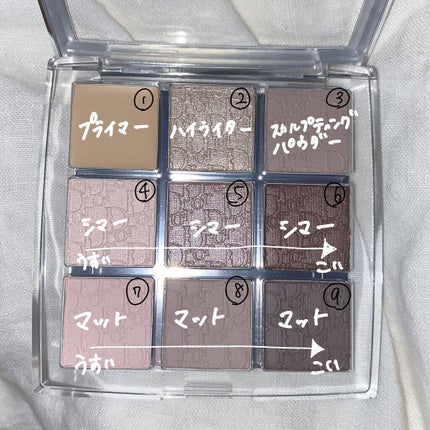 ① ② ③
プライマー ハイライター スカルプティング
パウダー
④ ⑤ ⑥
シマー シマー シマー
うすい こい
⑦ ⑧ ⑨
マット マット マット
うすい こい